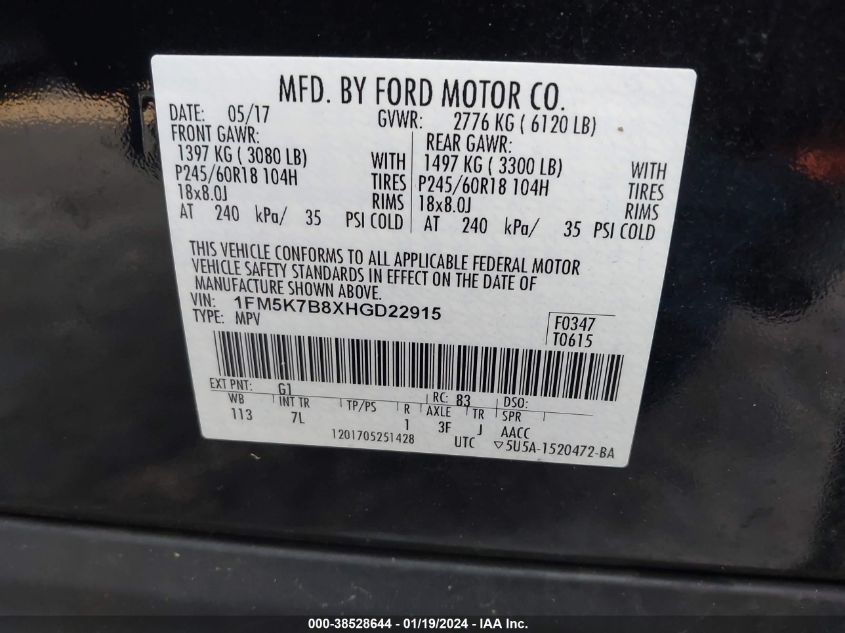 MFD. BY FORD MOTOR CO.
DATE: 05/17 GVWR: 2776 KG ( 6120 LB)
FRONT GAWR: REAR GAWR:
1397 KG ( 3080 LB) WITH 1497 KG ( 3300 LB) WITH
P245/60R18 104H TIRES P245/60R18 104H TIRES
18x8.0J RIMS 18x8.0J RIMS
AT 240 kPa/ 35 PSI COLD AT 240 kPa/ 35 PSI COLD
THIS VEHICLE CONFORMS TO ALL APPLICABLE FEDERAL MOTOR
VEHICLE SAFETY STANDARDS IN EFFECT ON THE DATE OF
MANUFACTURE SHOWN ABOVE.
VIN: 1FM5K7B8XHGD22915
TYPE: MPV
F0347
T0615
EXT PNT: G1 RC: 83 DSO:
WB INT TR TP/PS R AXLE TR SPR
113 7L 1 3F J AACC
1201705251428 UTC ▽5U5A-1520472-BA
000-38528644 - 01/19/2024 - IAA Inc.